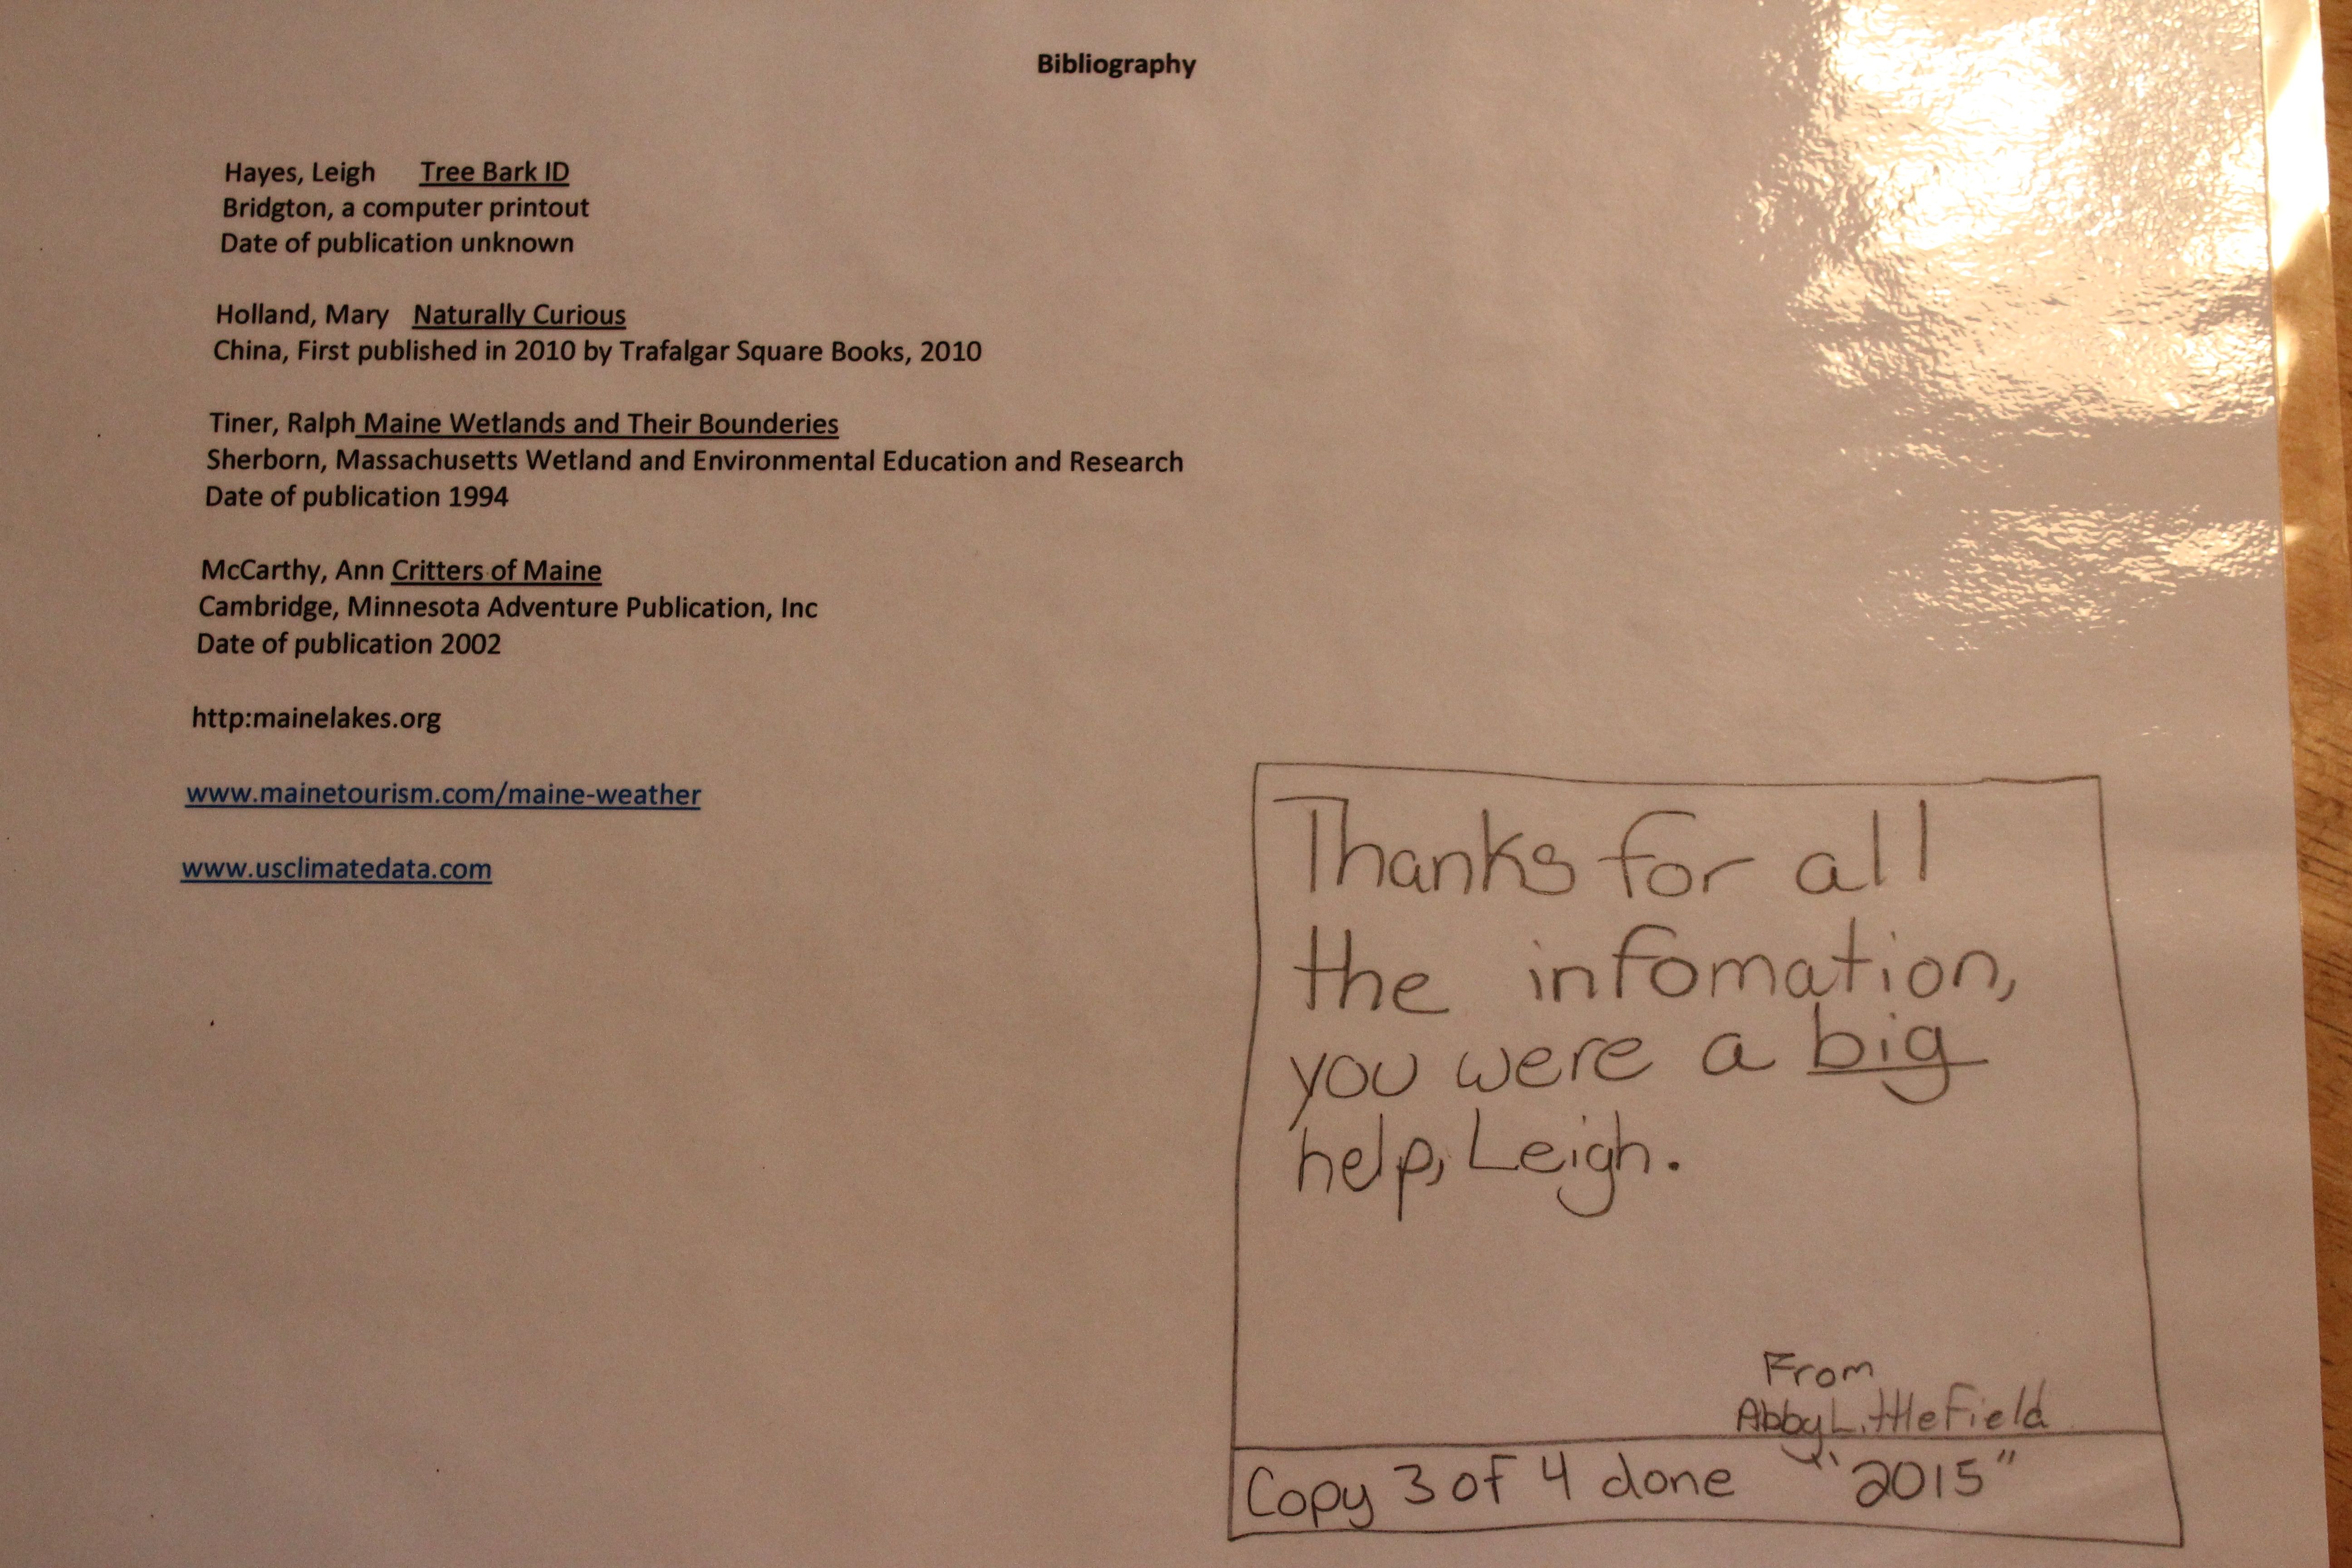 Bibliography
Hayes, Leigh Tree Bark ID
Bridgton, a computer printout
Date of publication unknown
Holland, Mary Naturally Curious
China, First published in 2010 by Trafalgar Square Books, 2010
Tiner, Ralph Maine Wetlands and Their Bounderies
Sherborn, Massachusetts Wetland and Environmental Education and Research
Date of publication 1994
McCarthy, Ann Critters of Maine
Cambridge, Minnesota Adventure Publication, Inc
Date of publication 2002
http:mainelakes.org
www.mainetourism.com/maine-weather
www.usclimatedata.com
Thanks for all
the infomation,
you were a big
help, Leigh.
From
Abby Littlefield
Copy 3 of 4 done "2015"